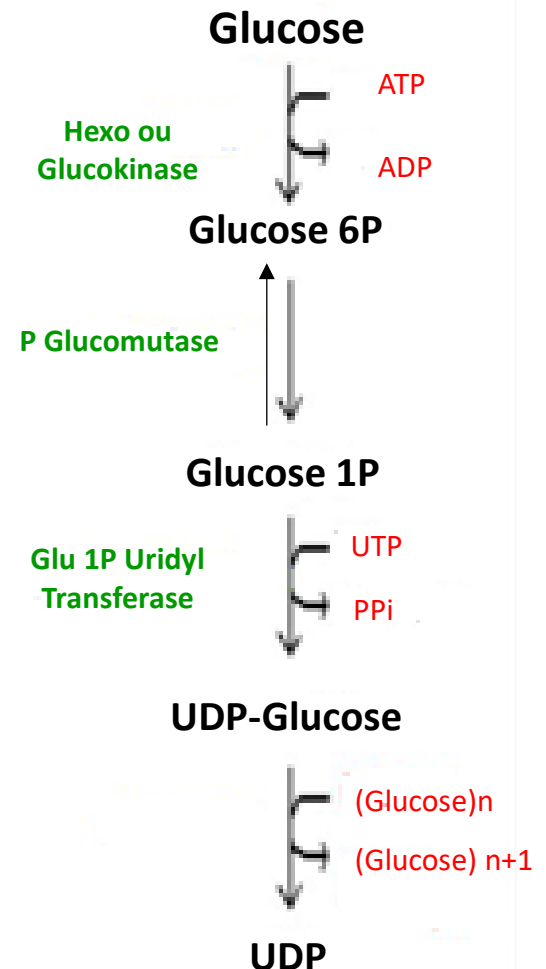 Glucose
ATP
Hexo ou
Glucokinase
ADP
Glucose 6P
P Glucomutase
Glucose 1P
UTP
Glu 1P Uridyl
Transferase
PPi
UDP-Glucose
(Glucose)n
(Glucose) n+1
UDP